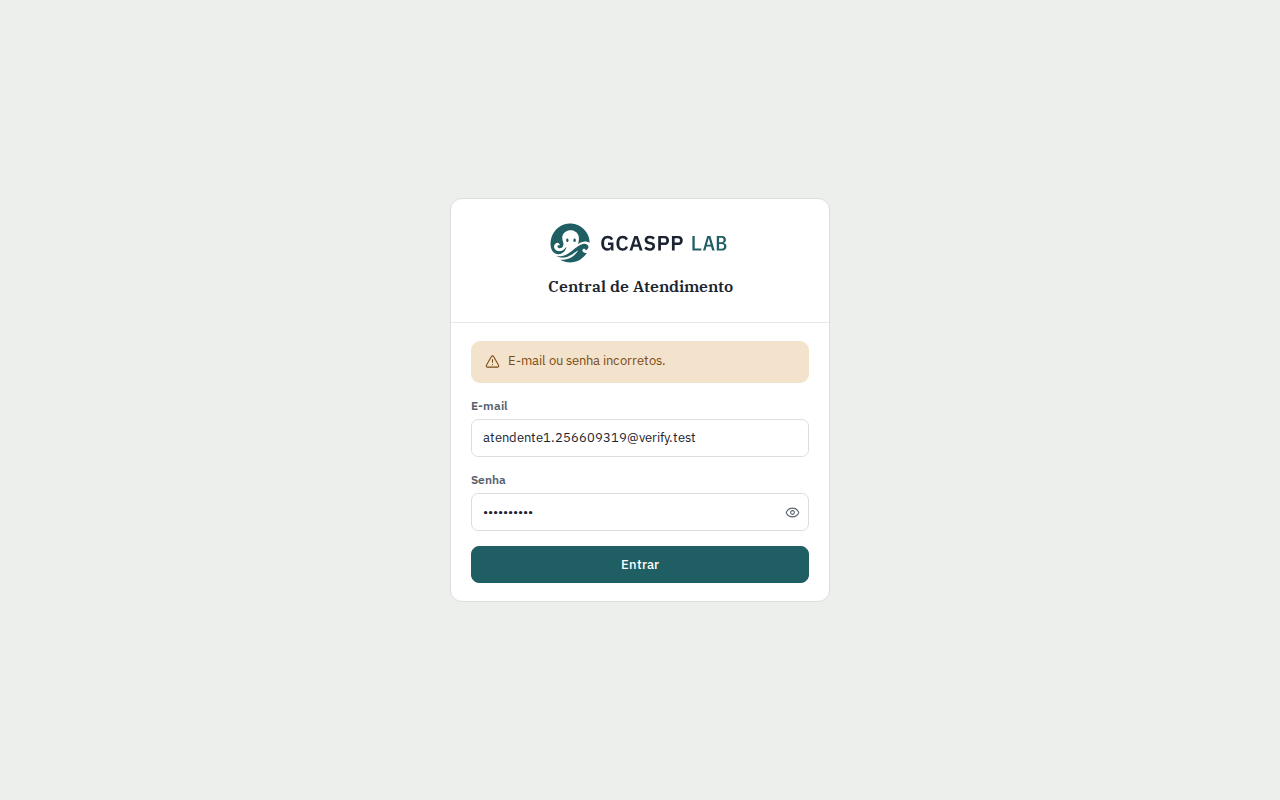 GCASPP LAB
Central de Atendimento
E-mail ou senha incorretos.
E-mail
atendente1.256609319@verify.test
Senha
••••••••••
Entrar